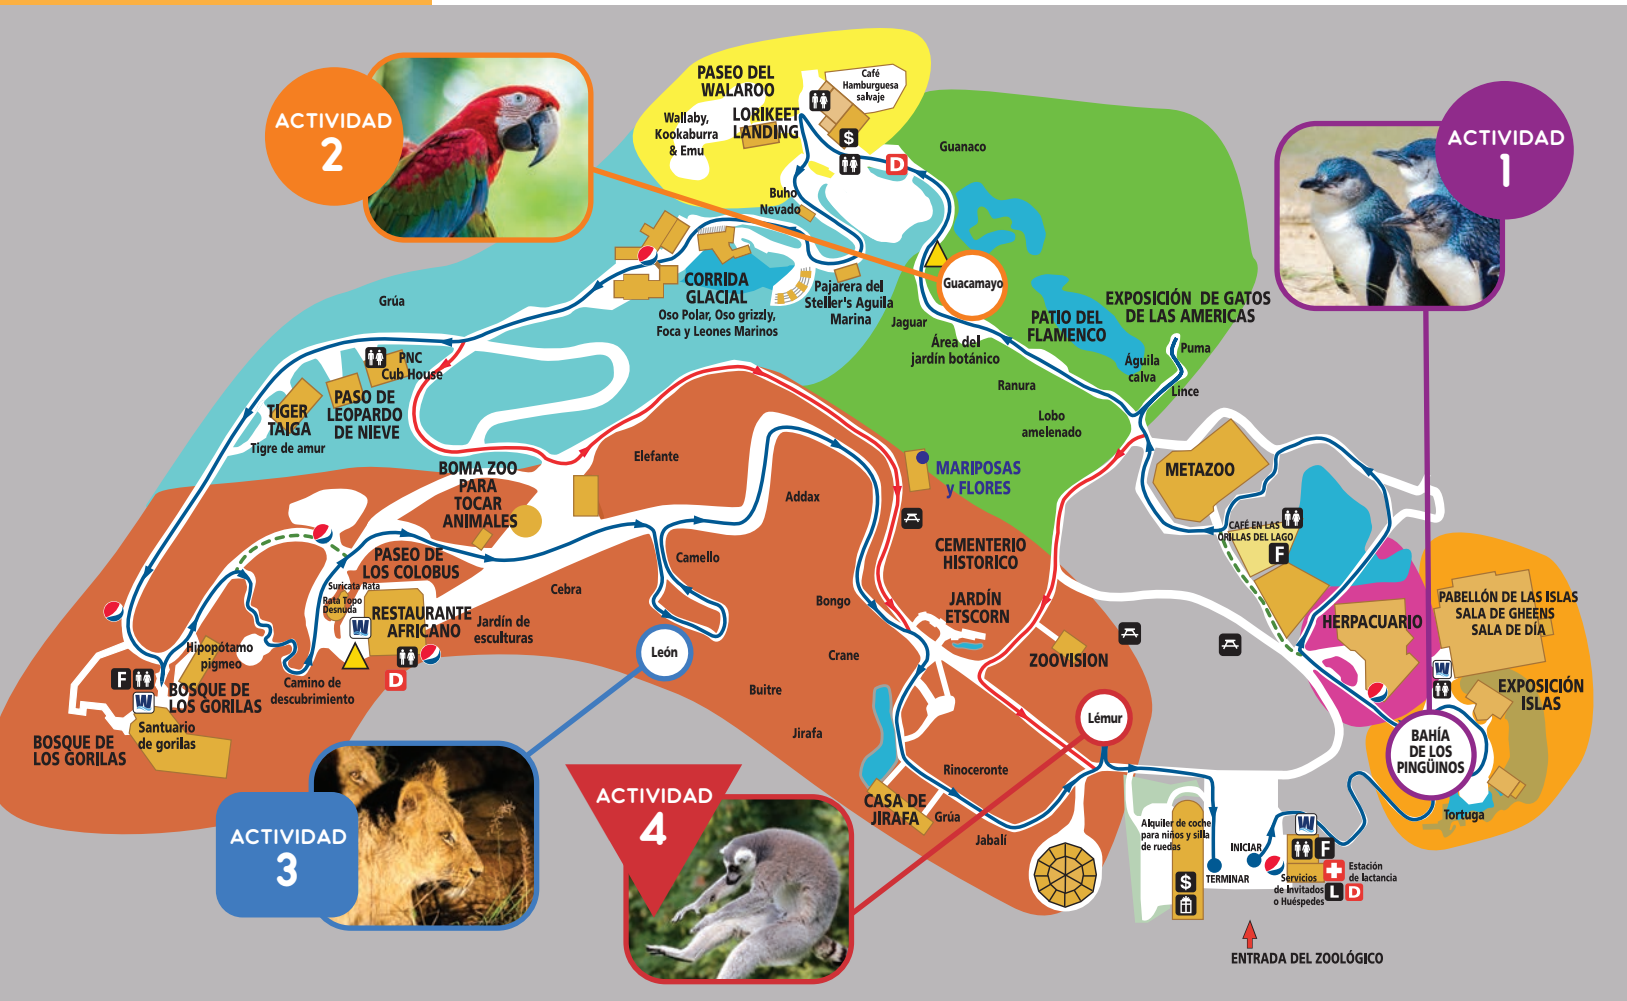 ACTIVIDAD
2
PASEO DEL
WALAROO
Wallaby,
Kookaburra
& Emu
LORIKEET
LANDING
Café
Hamburguesa
salvaje
$
D
Guanaco
ACTIVIDAD
1
Buho
Nevado
CORRIDA
GLACIAL
Oso Polar, Oso grizzly,
Foca y Leones Marinos
Pajarera del
Steller's Aguila
Marina
Guacamayo
Jaguar
Área del
jardín botánico
PATIO DEL
FLAMENCO
EXPOSICIÓN DE GATOS
DE LAS AMERICAS
Puma
Águila
calva
Lince
Ranura
Lobo
amelenado
Grúa
PNC
Cub House
PASO DE
LEOPARDO
DE NIEVE
TIGER
TAIGA
Tigre de amur
BOMA ZOO
PARA
TOCAR
ANIMALES
Elefante
Addax
MARIPOSAS
y FLORES
METAZOO
CAFÉ EN LAS
ORILLAS DEL LAGO
F
CEMENTERIO
HISTORICO
JARDÍN
ETSCORN
ZOOVISION
HERPACUARIO
PABELLÓN DE LAS ISLAS
SALA DE GHEENS
SALA DE DÍA
W
EXPOSICIÓN
ISLAS
BAHÍA
DE LOS
PINGÜINOS
Tortuga
PASEO DE
LOS COLOBUS
Suricata Rata
Rata Topo
Desnuda
RESTAURANTE
AFRICANO
W
D
Jardín de
esculturas
Cebra
Camello
León
Bongo
Crane
Buitre
Jirafa
Hipopótamo
pigmeo
Camino de
descubrimiento
F
W
BOSQUE DE
LOS GORILAS
Santuario
de gorilas
BOSQUE DE
LOS GORILAS
Lémur
Rinoceronte
CASA DE
JIRAFA
Grúa
Jabalí
ACTIVIDAD
3
ACTIVIDAD
4
Alquiler de coche
para niños y silla
de ruedas
$
TERMINAR
INICIAR
W
F
Servicios
de Invitados
o Huéspedes
Estación
de lactancia
L
D
ENTRADA DEL ZOOLÓGICO